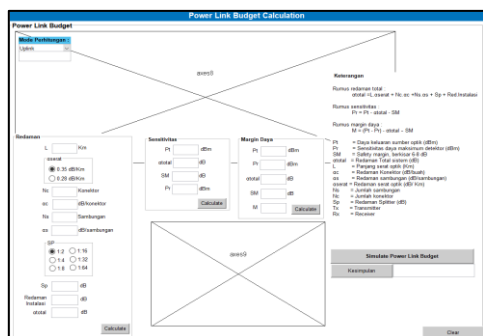 Power Link Budget Calculation
Power Link Budget
Mode Perhitungan :
Uplink
axes8
Redaman
L Km
αserat
0.35 dB/Km
0.28 dB/Km
Nc Konektor
αc dB/konektor
Ns Sambungan
αs dB/sambungan
SP
1:2 1:16
1:4 1:32
1:8 1:64
Sp dB
Redaman
Instalasi dB
αtotal dB
Calculate
Sensitivitas
Pt dBm
αtotal dB
SM dB
Pr dBm
Calculate
Margin Daya
Pt dBm
Pr dBm
αtotal dB
SM dB
M
Calculate
axes9
Keterangan
Rumus redaman total :
αtotal =L.αserat + Nc.αc +Ns.αs + Sp + Red.Instalasi
Rumus sensitivitas :
Pr = Pt - αtotal - SM
Rumus margin daya :
M = (Pt - Pr) - αtotal – SM
Pt = Daya keluaran sumber optik (dBm)
Pr = Sensitivitas daya maksimum detektor (dBm)
SM = Safety margin, berkisar 6-8 dB
αtotal = Redaman Total sistem (dB)
L = Panjang serat optik (Km)
αc = Redaman Konektor (dB/buah)
αs = Redaman sambungan (dB/sambungan)
αserat = Redaman serat optik (dB/ Km)
Ns = Jumlah sambungan
Nc = Jumlah konektor
Sp = Redaman Splitter (dB)
Tx = Transmitter
Rx = Receiver
Simulate Power Link Budget
Kesimpulan
Clear